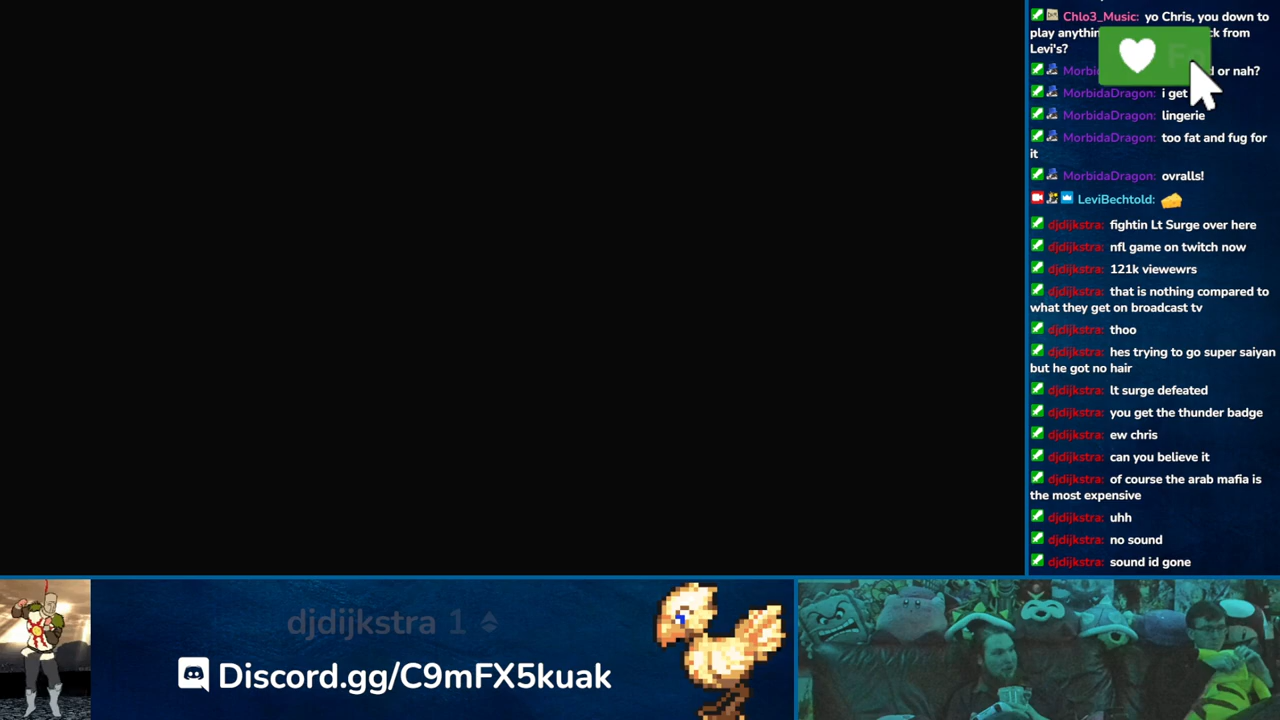 Chlo3_Music: yo Chris, you down to
play anythin ck from
Levi's?
Morbi d or nah?
MorbidaDragon: i get
MorbidaDragon: lingerie
MorbidaDragon: too fat and fug for
it
MorbidaDragon: ovralls!
LeviBechtold:
djdijkstra: fightin Lt Surge over here
djdijkstra: nfl game on twitch now
djdijkstra: 121k viewewrs
djdijkstra: that is nothing compared to
what they get on broadcast tv
djdijkstra: thoo
djdijkstra: hes trying to go super saiyan
but he got no hair
djdijkstra: lt surge defeated
djdijkstra: you get the thunder badge
djdijkstra: ew chris
djdijkstra: can you believe it
djdijkstra: of course the arab mafia is
the most expensive
djdijkstra: uhh
djdijkstra: no sound
djdijkstra: sound id gone
djdijkstra 1
Discord.gg/C9mFX5kuak